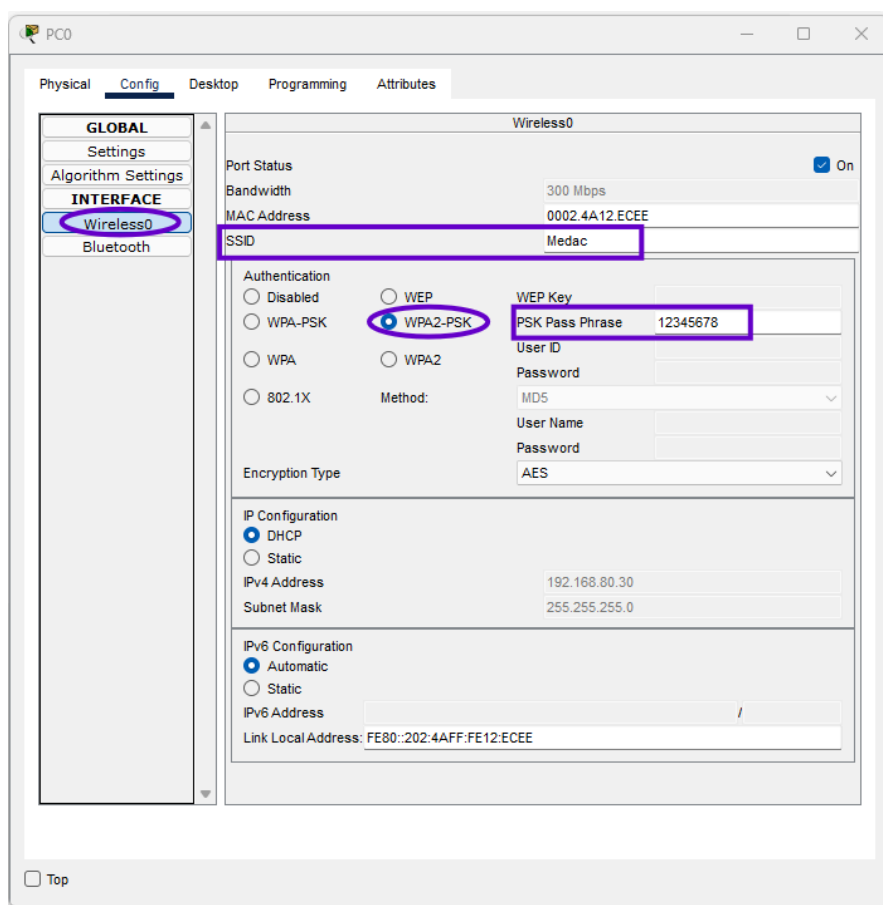 PC0
Physical Config Desktop Programming Attributes
GLOBAL
Settings
Algorithm Settings
INTERFACE
Wireless0
Bluetooth
Wireless0
Port Status On
Bandwidth 300 Mbps
MAC Address 0002.4A12.ECEE
SSID Medac
Authentication
Disabled WEP WEP Key
WPA-PSK WPA2-PSK PSK Pass Phrase 12345678
User ID
WPA WPA2
Password
802.1X Method: MD5
User Name
Password
Encryption Type AES
IP Configuration
DHCP
Static
IPv4 Address 192.168.80.30
Subnet Mask 255.255.255.0
IPv6 Configuration
Automatic
Static
IPv6 Address /
Link Local Address: FE80::202:4AFF:FE12:ECEE
Top